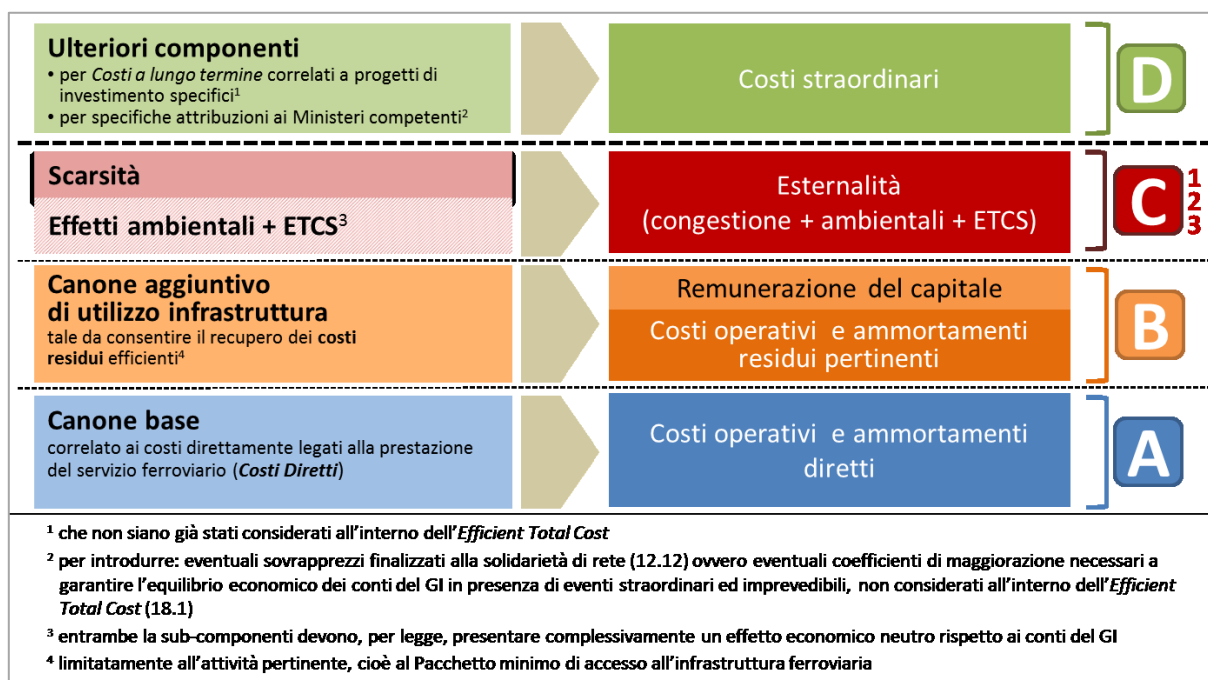 Ulteriori componenti
• per Costi a lungo termine correlati a progetti di
investimento specifici¹
• per specifiche attribuzioni ai Ministeri competenti²
Costi straordinari
D
Scarsità
Effetti ambientali + ETCS³
Esternalità
(congestione + ambientali + ETCS)
C
1
2
3
Canone aggiuntivo
di utilizzo infrastruttura
tale da consentire il recupero dei costi
residui efficienti⁴
Remunerazione del capitale
Costi operativi e ammortamenti
residui pertinenti
B
Canone base
correlato ai costi direttamente legati alla prestazione
del servizio ferroviario (Costi Diretti)
Costi operativi e ammortamenti
diretti
A
¹ che non siano già stati considerati all'interno dell'Efficient Total Cost
² per introdurre: eventuali sovrapprezzi finalizzati alla solidarietà di rete (12.12) ovvero eventuali coefficienti di maggiorazione necessari a
garantire l'equilibrio economico dei conti del GI in presenza di eventi straordinari ed imprevedibili, non considerati all'interno dell'Efficient
Total Cost (18.1)
³ entrambe la sub-componenti devono, per legge, presentare complessivamente un effetto economico neutro rispetto ai conti del GI
⁴ limitatamente all'attività pertinente, cioè al Pacchetto minimo di accesso all'infrastruttura ferroviaria